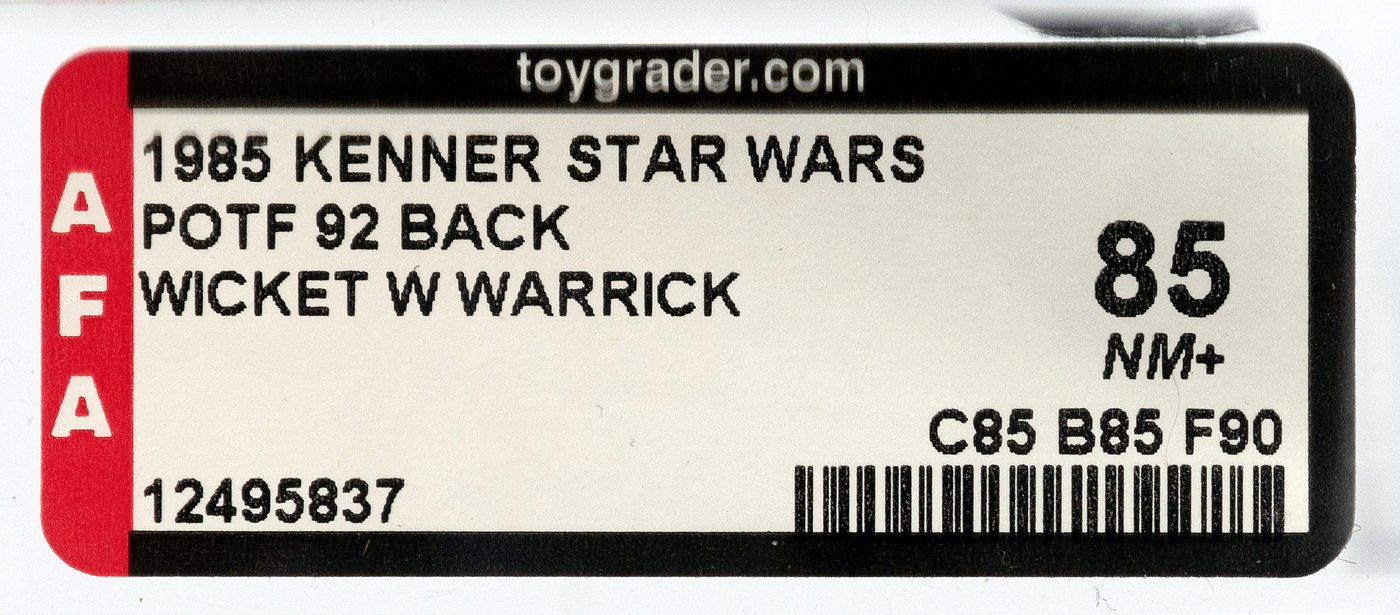 toygrader.com
AFA
1985 KENNER STAR WARS
POTF 92 BACK
WICKET W WARRICK
85
NM+
C85 B85 F90
12495837